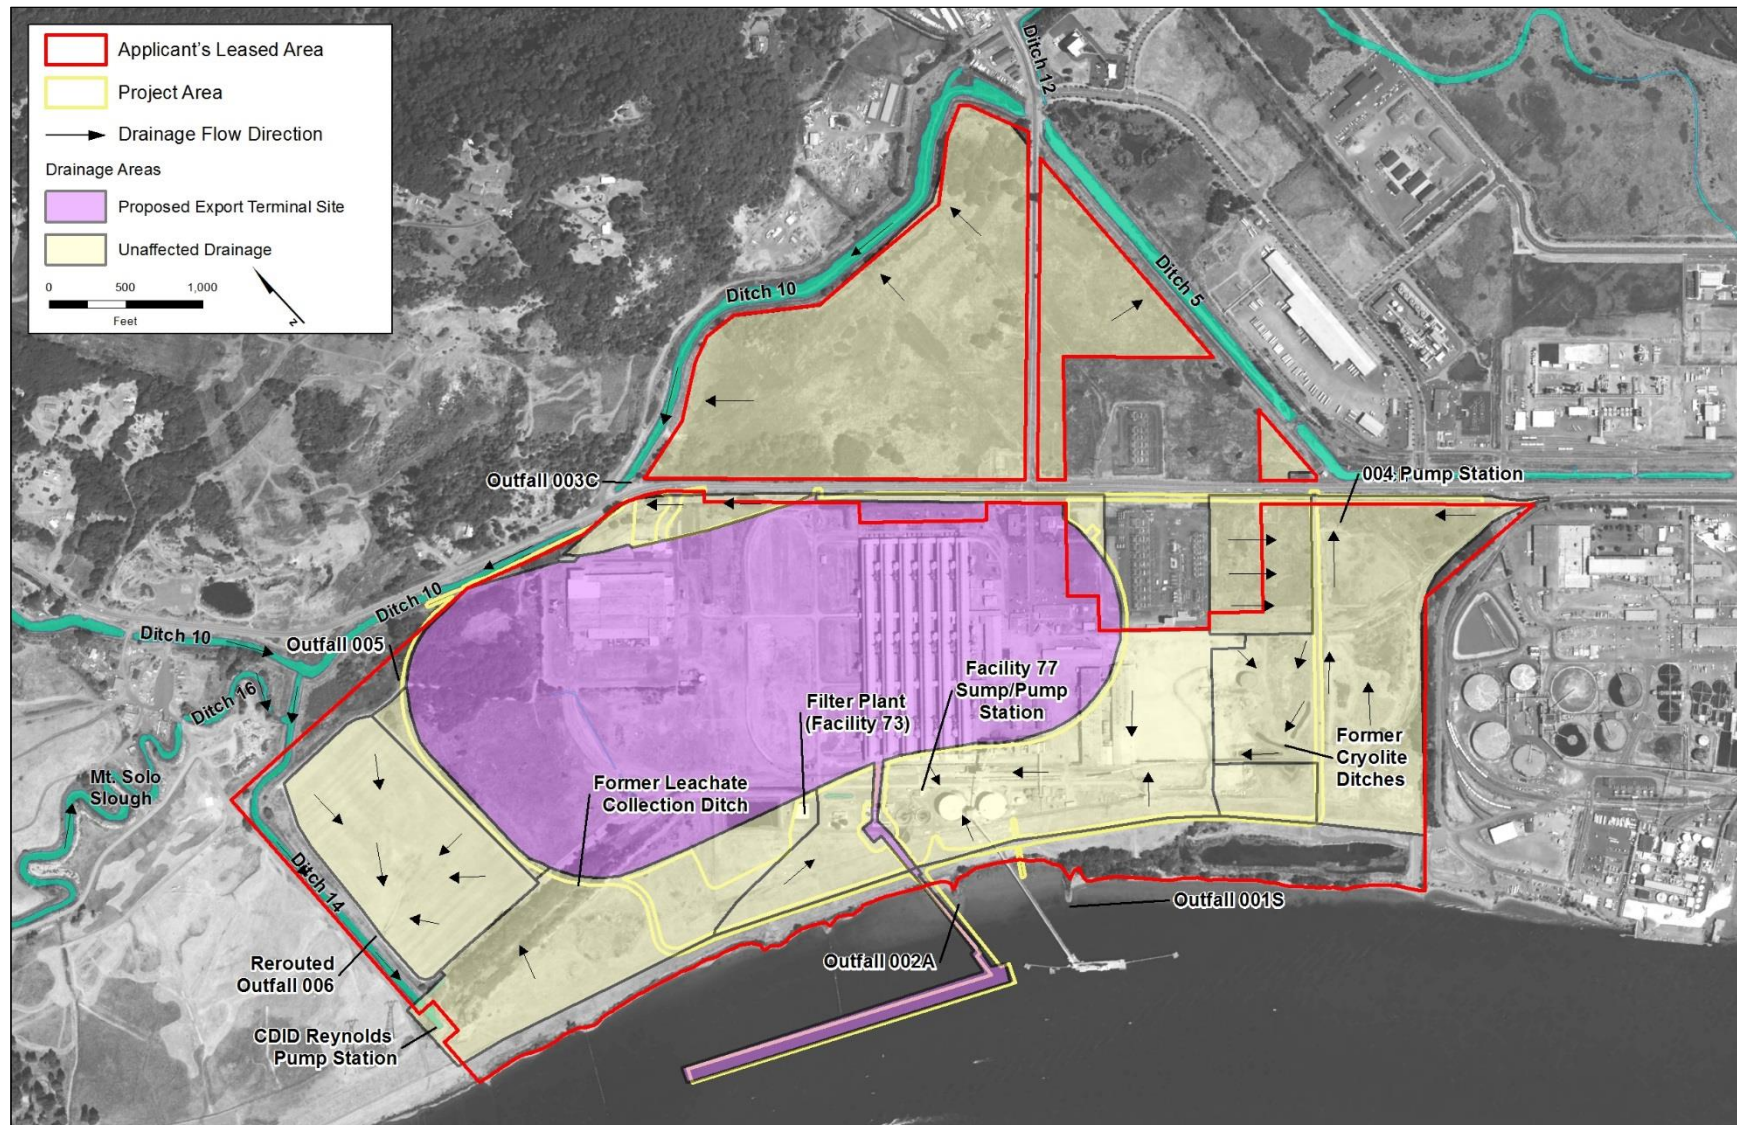 Applicant's Leased Area
Project Area
Drainage Flow Direction
Drainage Areas
Proposed Export Terminal Site
Unaffected Drainage
0 500 1,000
Feet
N
Ditch 12
Ditch 10
Ditch 5
Outfall 003C
004 Pump Station
Ditch 10
Ditch 10
Outfall 005
Ditch 16
Facility 77
Sump/Pump
Station
Filter Plant
(Facility 73)
Former
Cryolite
Ditches
Mt. Solo
Slough
Former Leachate
Collection Ditch
Ditch 14
Outfall 001S
Rerouted
Outfall 006
Outfall 002A
CDID Reynolds
Pump Station